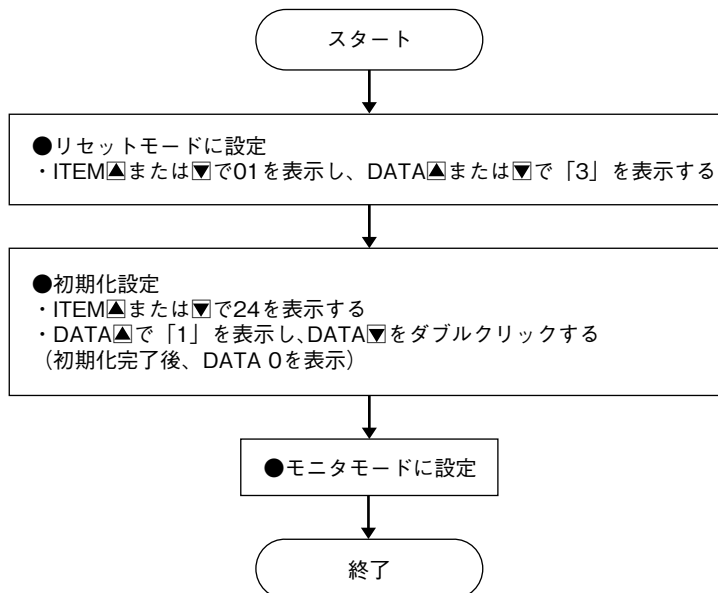 スタート
●リセットモードに設定
・ITEM▲または▼で01を表示し、DATA▲または▼で「3」を表示する
●初期化設定
・ITEM▲または▼で24を表示する
・DATA▲で「1」を表示し、DATA▼をダブルクリックする
（初期化完了後、DATA 0を表示）
●モニタモードに設定
終了